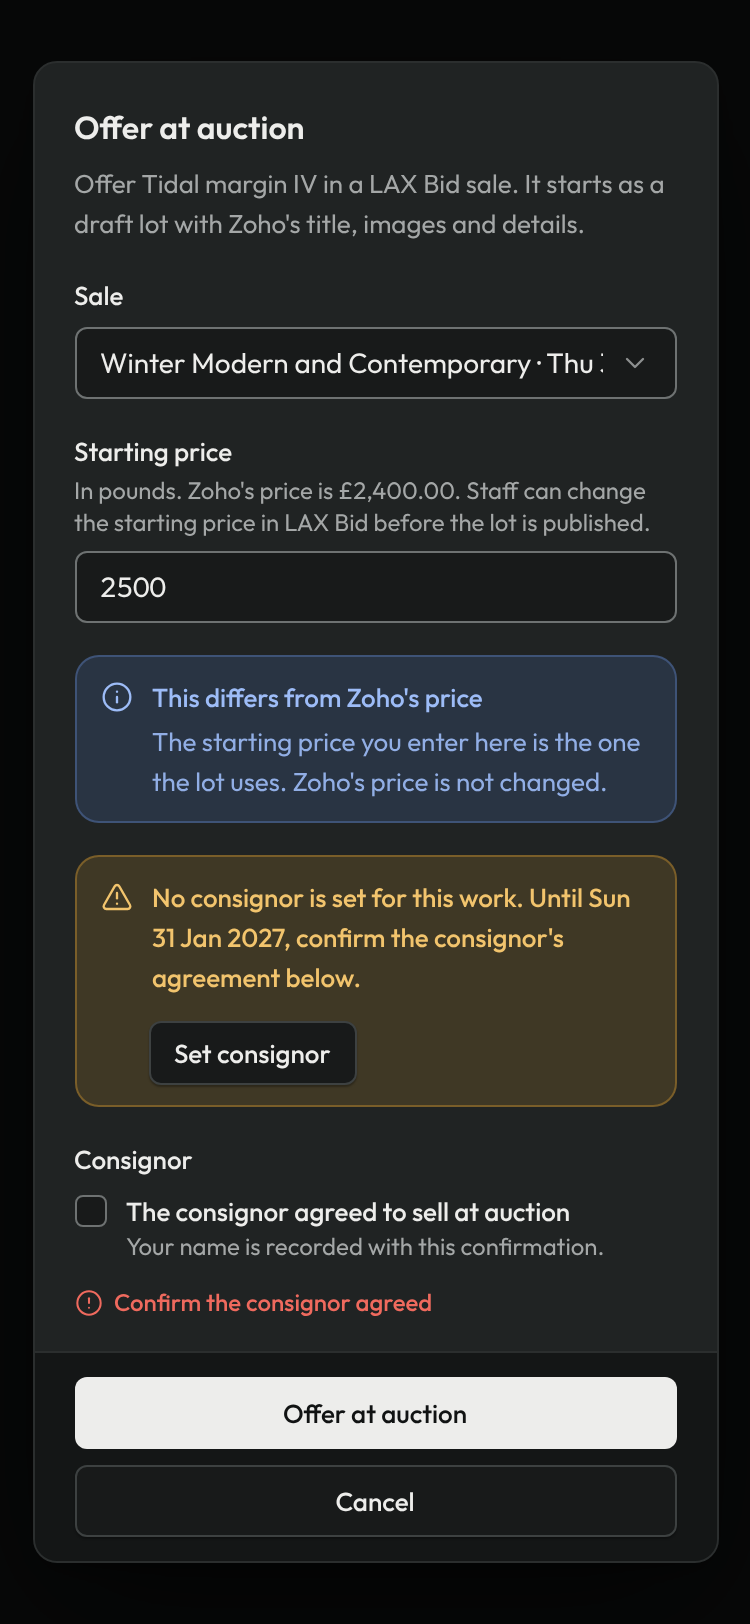 Offer at auction
Offer Tidal margin IV in a LAX Bid sale. It starts as a
draft lot with Zoho's title, images and details.
Sale
Winter Modern and Contemporary · Thu
Starting price
In pounds. Zoho's price is £2,400.00. Staff can change
the starting price in LAX Bid before the lot is published.
2500
This differs from Zoho's price
The starting price you enter here is the one
the lot uses. Zoho's price is not changed.
No consignor is set for this work. Until Sun
31 Jan 2027, confirm the consignor's
agreement below.
Set consignor
Consignor
The consignor agreed to sell at auction
Your name is recorded with this confirmation.
Confirm the consignor agreed
Offer at auction
Cancel